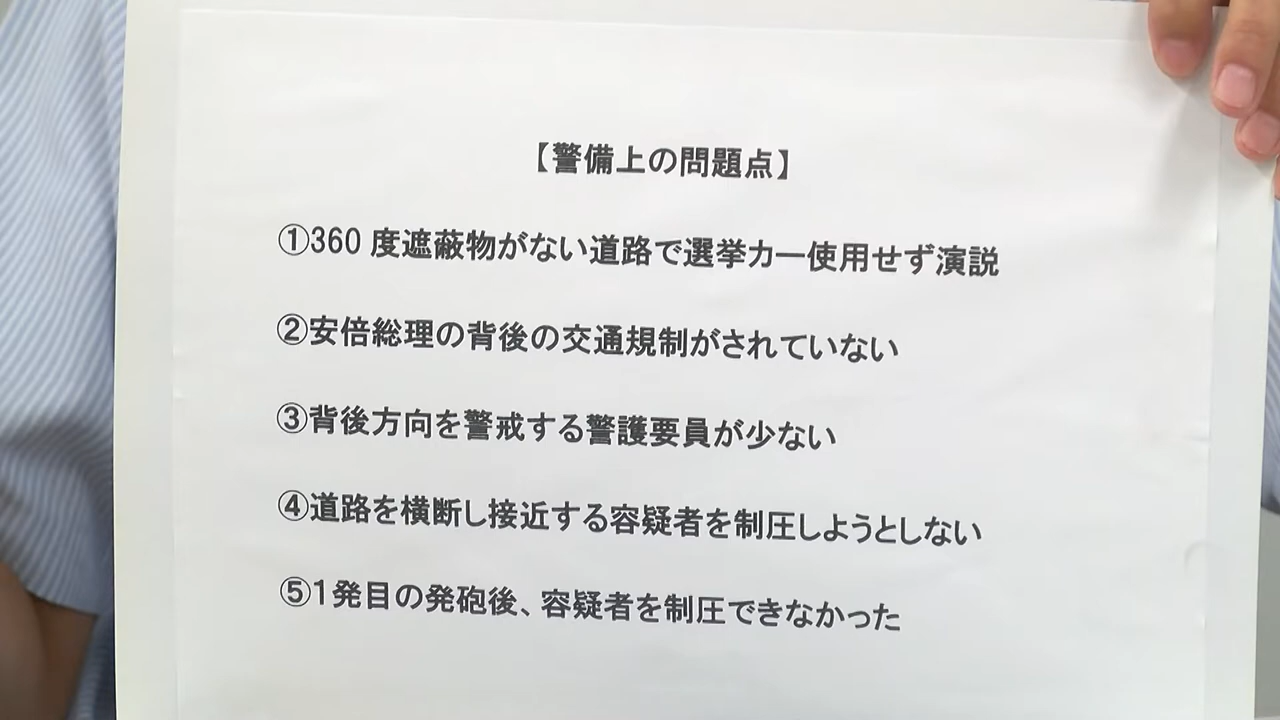 【警備上の問題点】
①360度遮蔽物がない道路で選挙カー使用せず演説
②安倍総理の背後の交通規制がされていない
③背後方向を警戒する警護要員が少ない
④道路を横断し接近する容疑者を制圧しようとしない
⑤1発目の発砲後、容疑者を制圧できなかった